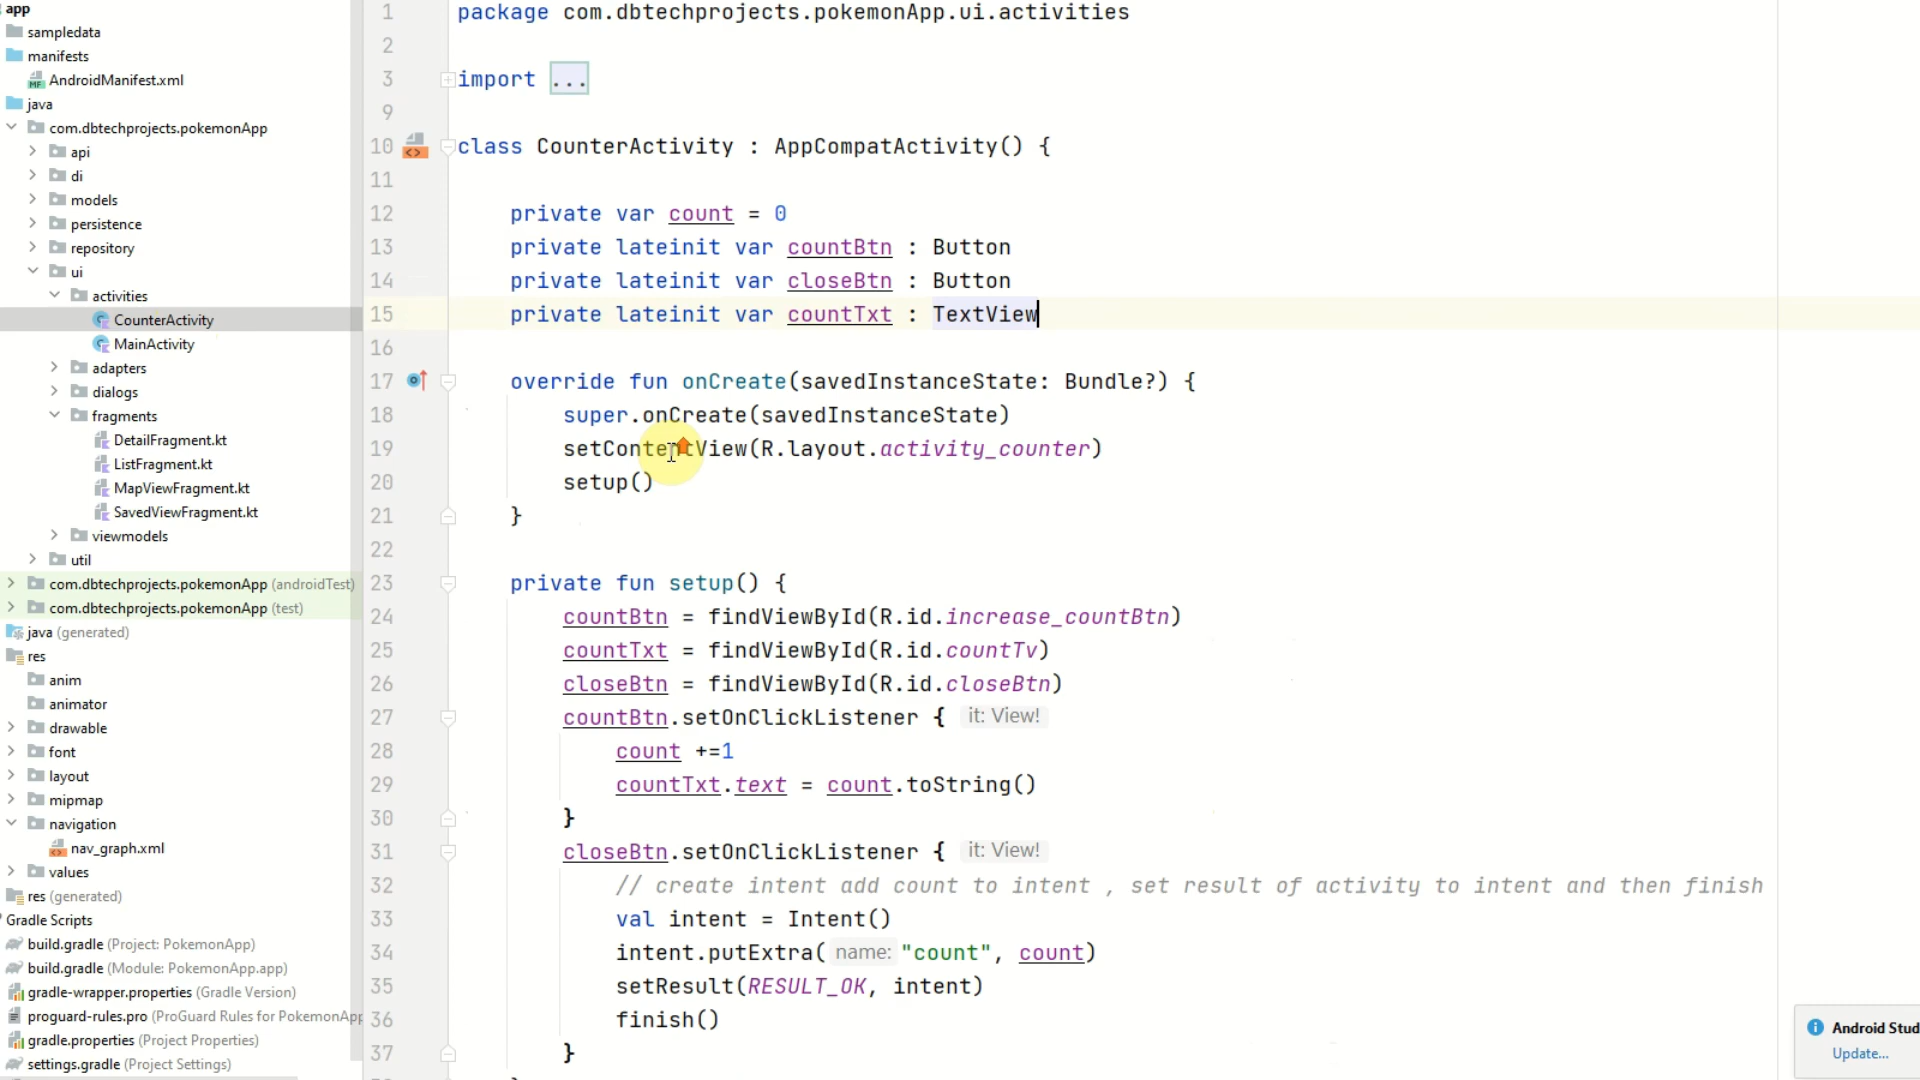 app
sampledata
manifests
AndroidManifest.xml
java
com.dbtechprojects.pokemonApp
api
di
models
persistence
repository
ui
activities
CounterActivity
MainActivity
adapters
dialogs
fragments
DetailFragment.kt
ListFragment.kt
MapViewFragment.kt
SavedViewFragment.kt
viewmodels
util
com.dbtechprojects.pokemonApp (androidTest)
com.dbtechprojects.pokemonApp (test)
java (generated)
res
anim
animator
drawable
font
layout
mipmap
navigation
nav_graph.xml
values
res (generated)
Gradle Scripts
build.gradle (Project: PokemonApp)
build.gradle (Module: PokemonApp.app)
gradle-wrapper.properties (Gradle Version)
proguard-rules.pro (ProGuard Rules for PokemonApp
gradle.properties (Project Properties)
settings.gradle (Project Settings)
1 package com.dbtechprojects.pokemonApp.ui.activities
2
3 import ...
9
10 class CounterActivity : AppCompatActivity() {
11
12 private var count = 0
13 private lateinit var countBtn : Button
14 private lateinit var closeBtn : Button
15 private lateinit var countTxt : TextView
16
17 override fun onCreate(savedInstanceState: Bundle?) {
18 super.onCreate(savedInstanceState)
19 setContentView(R.layout.activity_counter)
20 setup()
21 }
22
23 private fun setup() {
24 countBtn = findViewById(R.id.increase_countBtn)
25 countTxt = findViewById(R.id.countTv)
26 closeBtn = findViewById(R.id.closeBtn)
27 countBtn.setOnClickListener { it: View!
28 count +=1
29 countTxt.text = count.toString()
30 }
31 closeBtn.setOnClickListener { it: View!
32 // create intent add count to intent , set result of activity to intent and then finish
33 val intent = Intent()
34 intent.putExtra( name: "count", count)
35 setResult(RESULT_OK, intent)
36 finish()
37 }
Android Stud
Update...